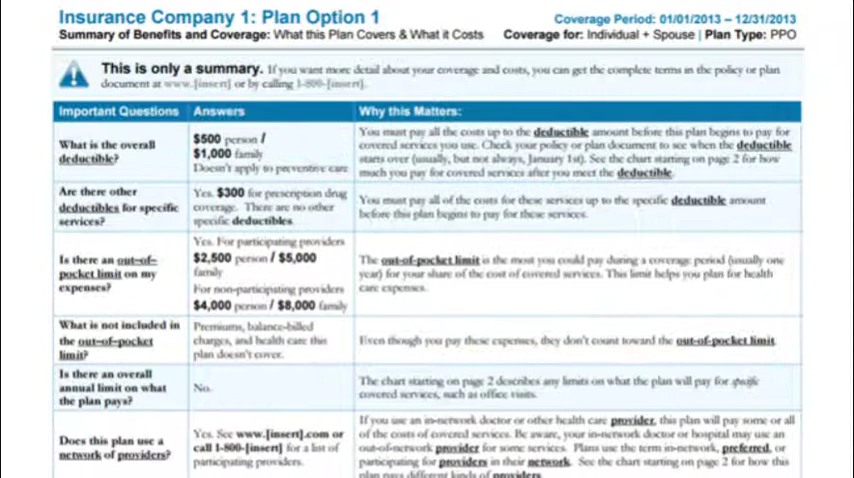 Insurance Company 1: Plan Option 1
Coverage Period: 01/01/2013 – 12/31/2013
Summary of Benefits and Coverage: What this Plan Covers & What it Costs
Coverage for: Individual + Spouse | Plan Type: PPO
This is only a summary. If you want more detail about your coverage and costs, you can get the complete terms in the policy or plan
document at www.[insert] or by calling 1-800-[insert].
Important Questions
Answers
Why this Matters:
What is the overall
deductible?
$500 person /
$1,000 family
Doesn't apply to preventive care
You must pay all the costs up to the deductible amount before this plan begins to pay for
covered services you use. Check your policy or plan document to see when the deductible
starts over (usually, but not always, January 1st). See the chart starting on page 2 for how
much you pay for covered services after you meet the deductible.
Are there other
deductibles for specific
services?
Yes. $300 for prescription drug
coverage. There are no other
specific deductibles.
You must pay all of the costs for these services up to the specific deductible amount
before this plan begins to pay for these services.
Is there an out–of–
pocket limit on my
expenses?
Yes. For participating providers
$2,500 person / $5,000
family
For non-participating providers
$4,000 person / $8,000 family
The out-of-pocket limit is the most you could pay during a coverage period (usually one
year) for your share of the cost of covered services. This limit helps you plan for health
care expenses.
What is not included in
the out–of–pocket
limit?
Premiums, balance-billed
charges, and health care this
plan doesn't cover.
Even though you pay these expenses, they don't count toward the out-of-pocket limit.
Is there an overall
annual limit on what
the plan pays?
No.
The chart starting on page 2 describes any limits on what the plan will pay for specific
covered services, such as office visits.
Does this plan use a
network of providers?
Yes. See www.[insert].com or
call 1-800-[insert] for a list of
participating providers.
If you use an in-network doctor or other health care provider, this plan will pay some or all
of the costs of covered services. Be aware, your in-network doctor or hospital may use an
out-of-network provider for some services. Plans use the term in-network, preferred, or
participating for providers in their network. See the chart starting on page 2 for how this
plan pays different kinds of providers.